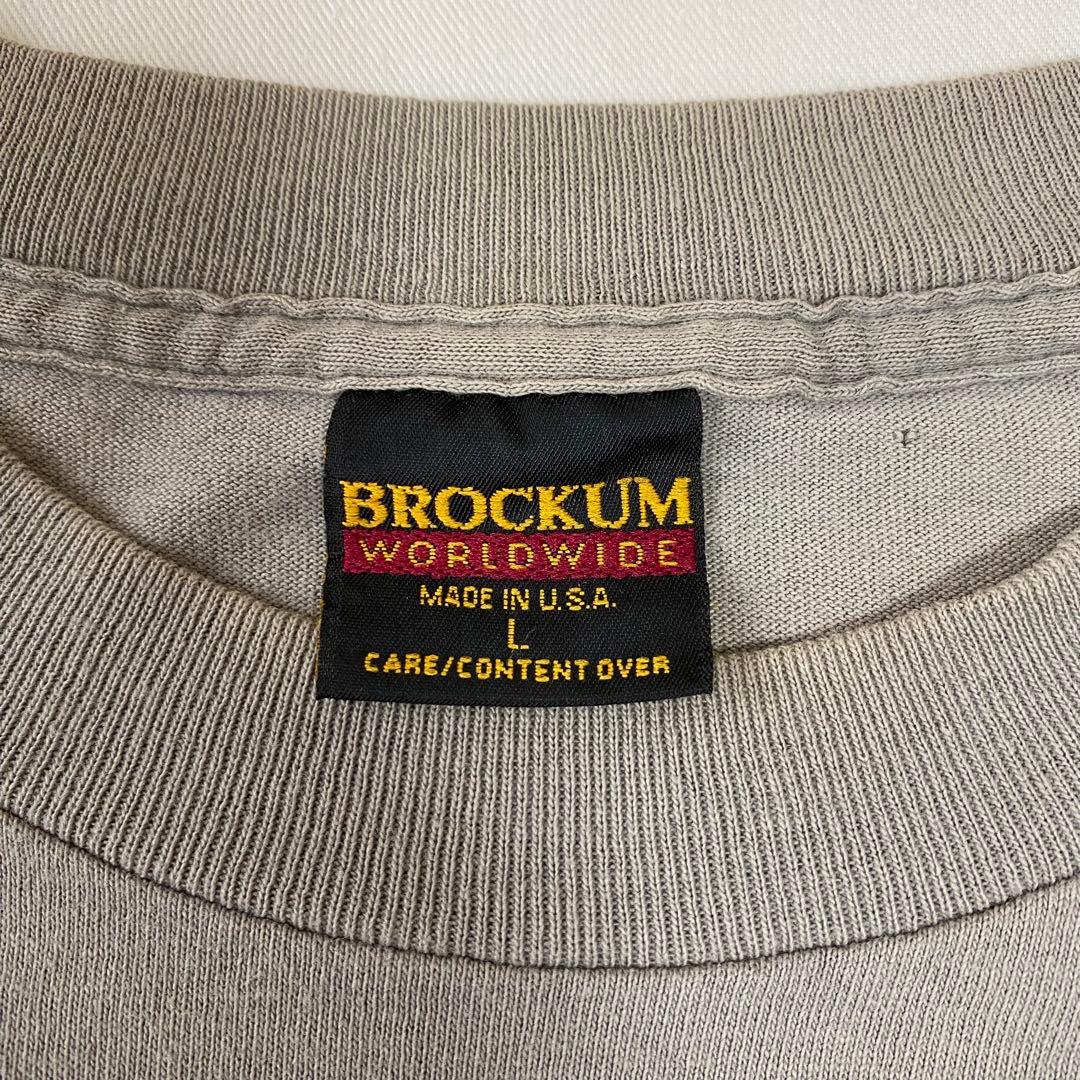 BROCKUM
WORLDWIDE
MADE IN U.S.A.
L
CARE/CONTENT OVER